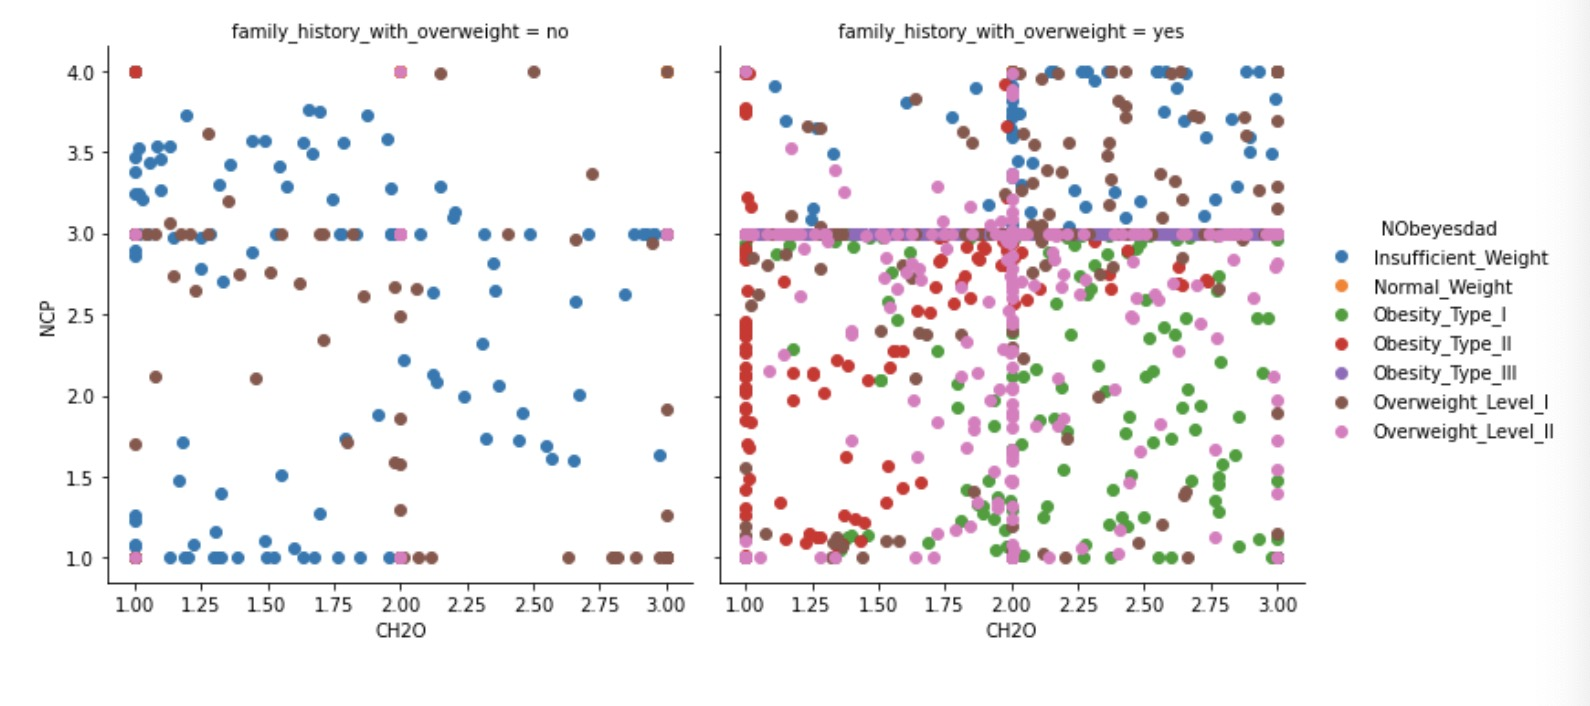 family_history_with_overweight = no
family_history_with_overweight = yes
4.0
3.5
3.0
2.5
2.0
1.5
1.0
NCP
1.00 1.25 1.50 1.75 2.00 2.25 2.50 2.75 3.00
CH2O
1.00 1.25 1.50 1.75 2.00 2.25 2.50 2.75 3.00
CH2O
NObeyesdad
Insufficient_Weight
Normal_Weight
Obesity_Type_I
Obesity_Type_II
Obesity_Type_III
Overweight_Level_I
Overweight_Level_II